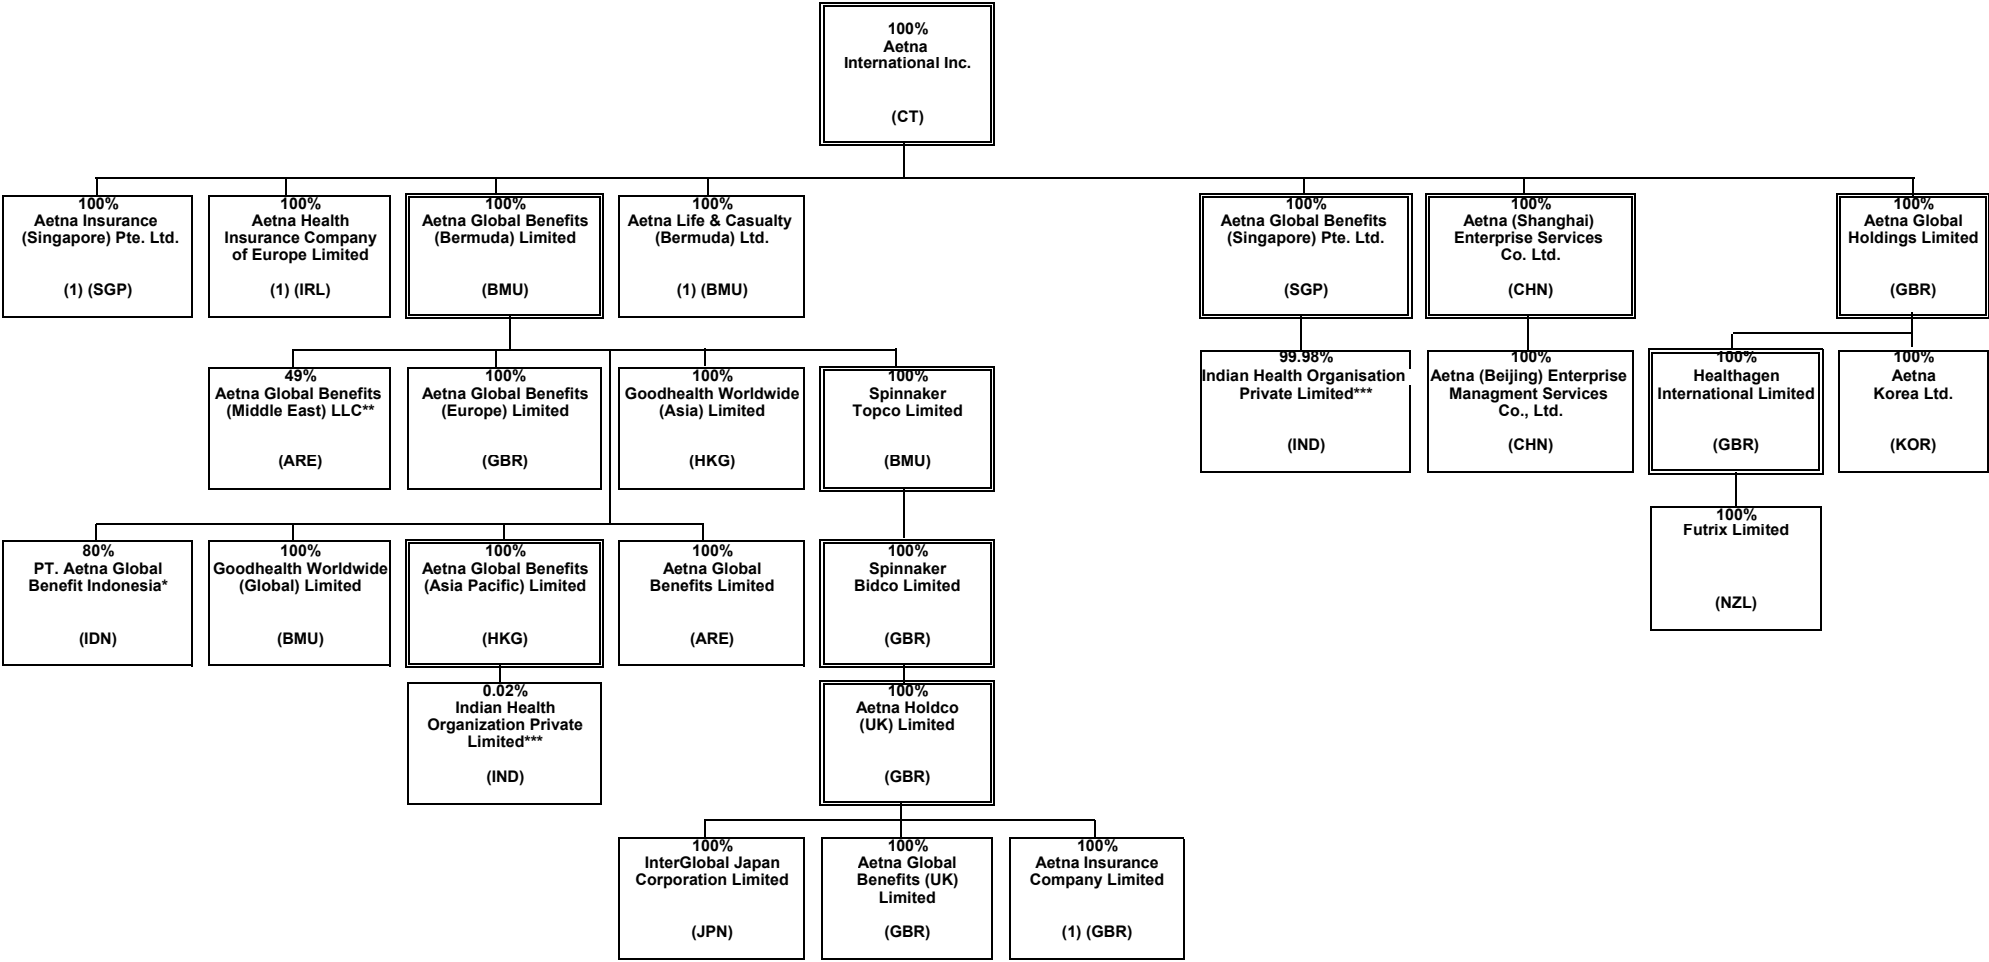 100%
Aetna
International Inc.
(CT)
100%
Aetna Insurance
(Singapore) Pte. Ltd.
(1) (SGP)
100%
Aetna Health
Insurance Company
of Europe Limited
(1) (IRL)
100%
Aetna Global Benefits
(Bermuda) Limited
(BMU)
100%
Aetna Life & Casualty
(Bermuda) Ltd.
(1) (BMU)
100%
Aetna Global Benefits
(Singapore) Pte. Ltd.
(SGP)
100%
Aetna (Shanghai)
Enterprise Services
Co. Ltd.
(CHN)
100%
Aetna Global
Holdings Limited
(GBR)
49%
Aetna Global Benefits
(Middle East) LLC**
(ARE)
100%
Aetna Global Benefits
(Europe) Limited
(GBR)
100%
Goodhealth Worldwide
(Asia) Limited
(HKG)
100%
Spinnaker
Topco Limited
(BMU)
99.98%
Indian Health Organisation
Private Limited***
(IND)
100%
Aetna (Beijing) Enterprise
Managment Services
Co., Ltd.
(CHN)
100%
Healthagen
International Limited
(GBR)
100%
Aetna
Korea Ltd.
(KOR)
80%
PT. Aetna Global
Benefit Indonesia*
(IDN)
100%
Goodhealth Worldwide
(Global) Limited
(BMU)
100%
Aetna Global Benefits
(Asia Pacific) Limited
(HKG)
100%
Aetna Global
Benefits Limited
(ARE)
100%
Spinnaker
Bidco Limited
(GBR)
100%
Futrix Limited
(NZL)
0.02%
Indian Health
Organization Private
Limited***
(IND)
100%
Aetna Holdco
(UK) Limited
(GBR)
100%
InterGlobal Japan
Corporation Limited
(JPN)
100%
Aetna Global
Benefits (UK)
Limited
(GBR)
100%
Aetna Insurance
Company Limited
(1) (GBR)